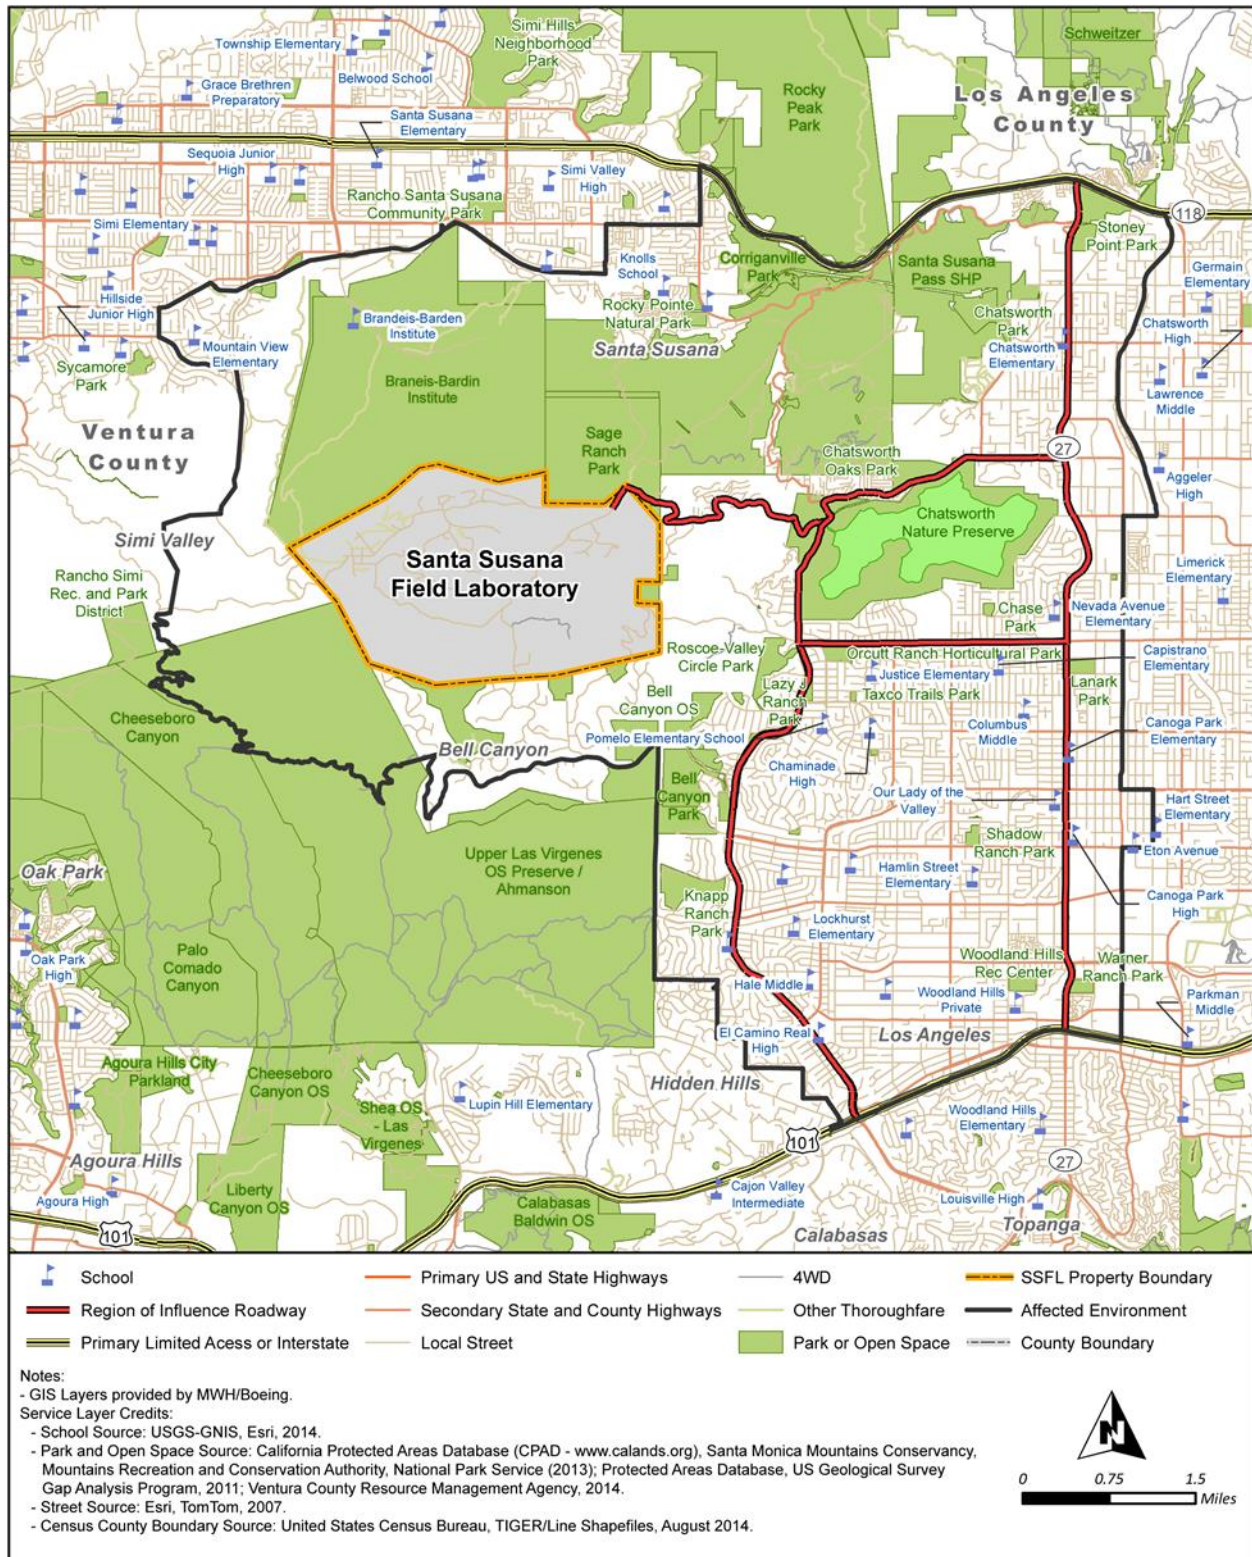 Schweitzer
Simi Hills
Neighborhood
Park
Township Elementary
Belwood School
Grace Brethren
Preparatory
Rocky
Peak
Park
Los Angeles
County
Santa Susana
Elementary
Sequoia Junior
High
Simi Valley
High
Rancho Santa Susana
Community Park
Simi Elementary
118
Stoney
Point Park
Knolls
School
Corriganville
Park
Santa Susana
Pass SHP
Germain
Elementary
Hillside
Junior High
Brandeis-Barden
Institute
Rocky Pointe
Natural Park
Chatsworth
Park
Chatsworth
High
Mountain View
Elementary
Santa Susana
Chatsworth
Elementary
Sycamore
Park
Braneis-Bardin
Institute
Lawrence
Middle
Ventura
County
Sage
Ranch
Park
Chatsworth
Oaks Park
27
Aggeler
High
Chatsworth
Nature Preserve
Simi Valley
Santa Susana
Field Laboratory
Rancho Simi
Rec. and Park
District
Limerick
Elementary
Chase
Park
Nevada Avenue
Elementary
Roscoe-Valley
Circle Park
Orcutt Ranch Horticultural Park
Capistrano
Elementary
Justice Elementary
Lazy J
Ranch
Park
Taxco Trails Park
Lanark
Park
Bell
Canyon OS
Cheeseboro
Canyon
Columbus
Middle
Canoga Park
Elementary
Pomelo Elementary School
Bell Canyon
Chaminade
High
Bell
Canyon
Park
Our Lady of the
Valley
Hart Street
Elementary
Shadow
Ranch Park
Eton Avenue
Upper Las Virgenes
OS Preserve /
Ahmanson
Oak Park
Hamlin Street
Elementary
Knapp
Ranch
Park
Canoga Park
High
Lockhurst
Elementary
Palo
Comado
Canyon
Oak Park
High
Woodland Hills
Rec Center
Warner
Ranch Park
Hale Middle
Woodland Hills
Private
Parkman
Middle
El Camino Real
High
Los Angeles
Agoura Hills City
Parkland
Cheeseboro
Canyon OS
Hidden Hills
Shea OS
- Las
Virgenes
Lupin Hill Elementary
Woodland Hills
Elementary
101
27
Agoura Hills
Agoura High
Liberty
Canyon OS
Cajon Valley
Intermediate
Louisville High
Calabasas
Baldwin OS
Topanga
Calabasas
101
School
Primary US and State Highways
4WD
SSFL Property Boundary
Region of Influence Roadway
Secondary State and County Highways
Other Thoroughfare
Affected Environment
Primary Limited Acess or Interstate
Local Street
Park or Open Space
County Boundary
Notes:
- GIS Layers provided by MWH/Boeing.
Service Layer Credits:
- School Source: USGS-GNIS, Esri, 2014.
- Park and Open Space Source: California Protected Areas Database (CPAD - www.calands.org), Santa Monica Mountains Conservancy,
Mountains Recreation and Conservation Authority, National Park Service (2013); Protected Areas Database, US Geological Survey
Gap Analysis Program, 2011; Ventura County Resource Management Agency, 2014.
- Street Source: Esri, TomTom, 2007.
- Census County Boundary Source: United States Census Bureau, TIGER/Line Shapefiles, August 2014.
N
0 0.75 1.5
Miles